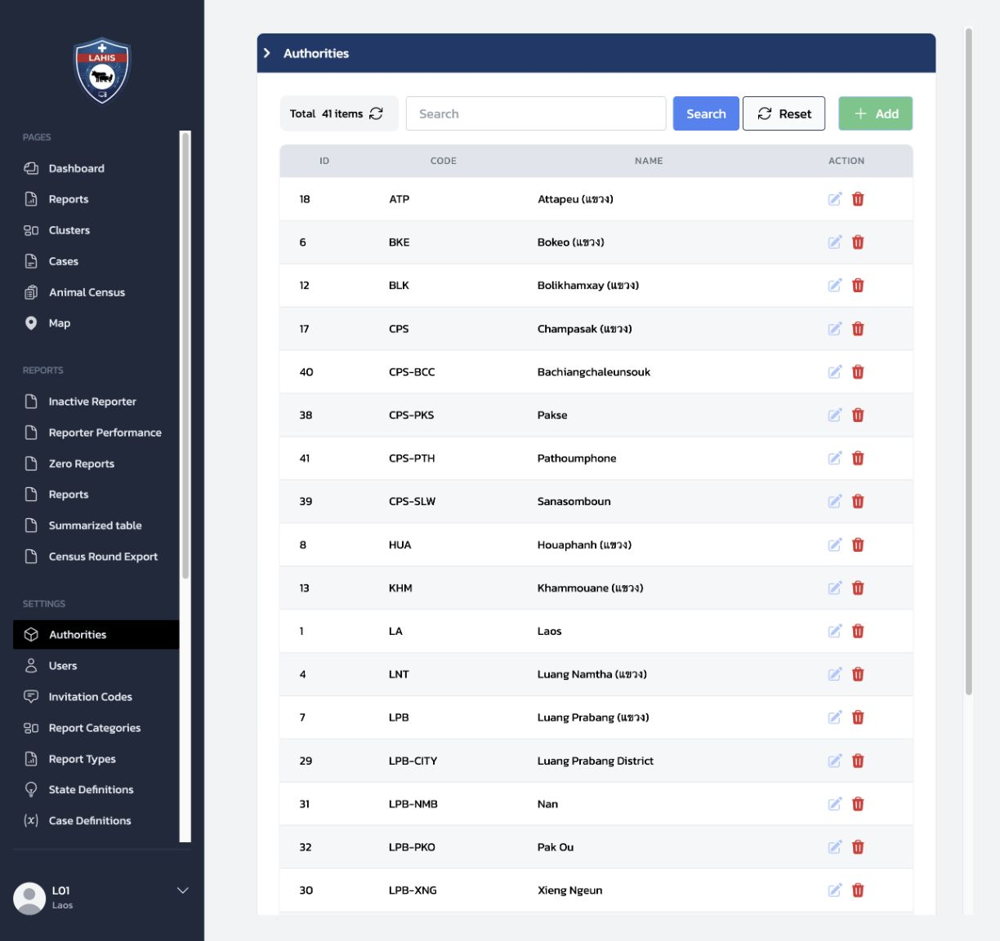 LAHIS
PAGES
Dashboard
Reports
Clusters
Cases
Animal Census
Map
REPORTS
Inactive Reporter
Reporter Performance
Zero Reports
Reports
Summarized table
Census Round Export
SETTINGS
Authorities
Users
Invitation Codes
Report Categories
Report Types
State Definitions
(x) Case Definitions
L01
Laos
Authorities
Total 41 items Search Search Reset Add
ID CODE NAME ACTION
18 ATP Attapeu (แขวง)
6 BKE Bokeo (แขวง)
12 BLK Bolikhamxay (แขวง)
17 CPS Champasak (แขวง)
40 CPS-BCC Bachiangchaleunsouk
38 CPS-PKS Pakse
41 CPS-PTH Pathoumphone
39 CPS-SLW Sanasomboun
8 HUA Houaphanh (แขวง)
13 KHM Khammouane (แขวง)
1 LA Laos
4 LNT Luang Namtha (แขวง)
7 LPB Luang Prabang (แขวง)
29 LPB-CITY Luang Prabang District
31 LPB-NMB Nan
32 LPB-PKO Pak Ou
30 LPB-XNG Xieng Ngeun